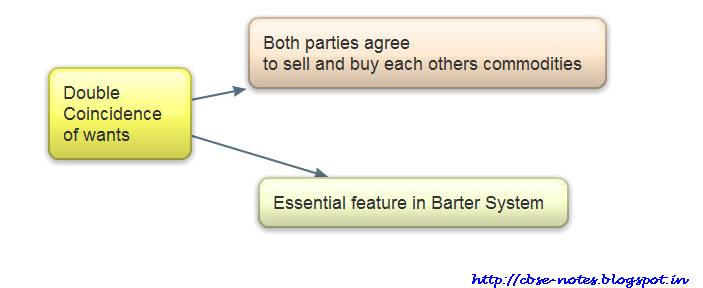 Both parties agree
to sell and buy each others commodities
Double
Coincidence
of wants
Essential feature in Barter System
http://cbse-notes.blogspot.in